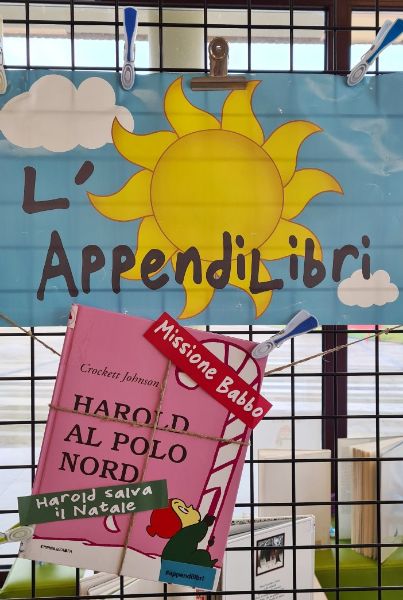 L'
AppendiLibri
Missione Babbo
Crockett Johnson
HAROLD
AL POLO
NORD
Harold salva
il Natale
#appendilibri